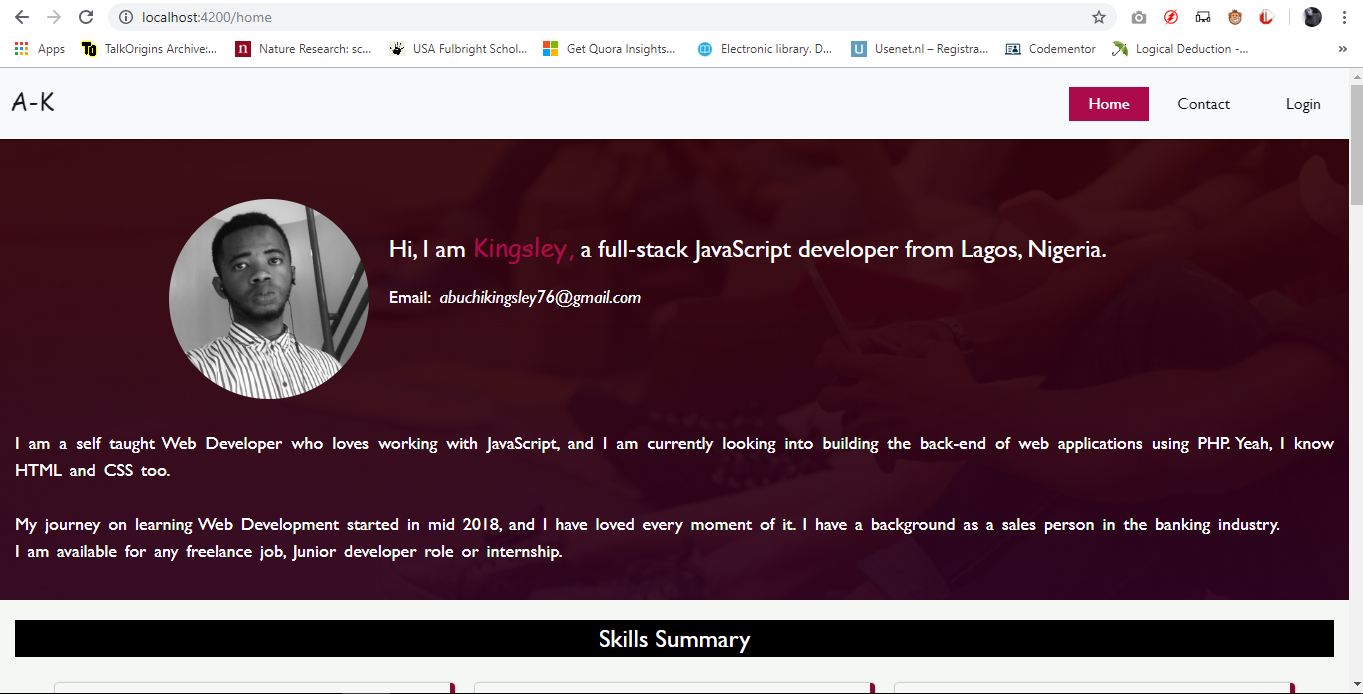 localhost:4200/home
Apps TalkOrigins Archive:... Nature Research: sc... USA Fulbright Schol... Get Quora Insights... Electronic library. D... Usenet.nl – Registra... Codementor Logical Deduction -... »
A-K Home Contact Login
Hi, I am Kingsley, a full-stack JavaScript developer from Lagos, Nigeria.
Email: abuchikingsley76@gmail.com
I am a self taught Web Developer who loves working with JavaScript, and I am currently looking into building the back-end of web applications using PHP. Yeah, I know
HTML and CSS too.
My journey on learning Web Development started in mid 2018, and I have loved every moment of it. I have a background as a sales person in the banking industry.
I am available for any freelance job, Junior developer role or internship.
Skills Summary